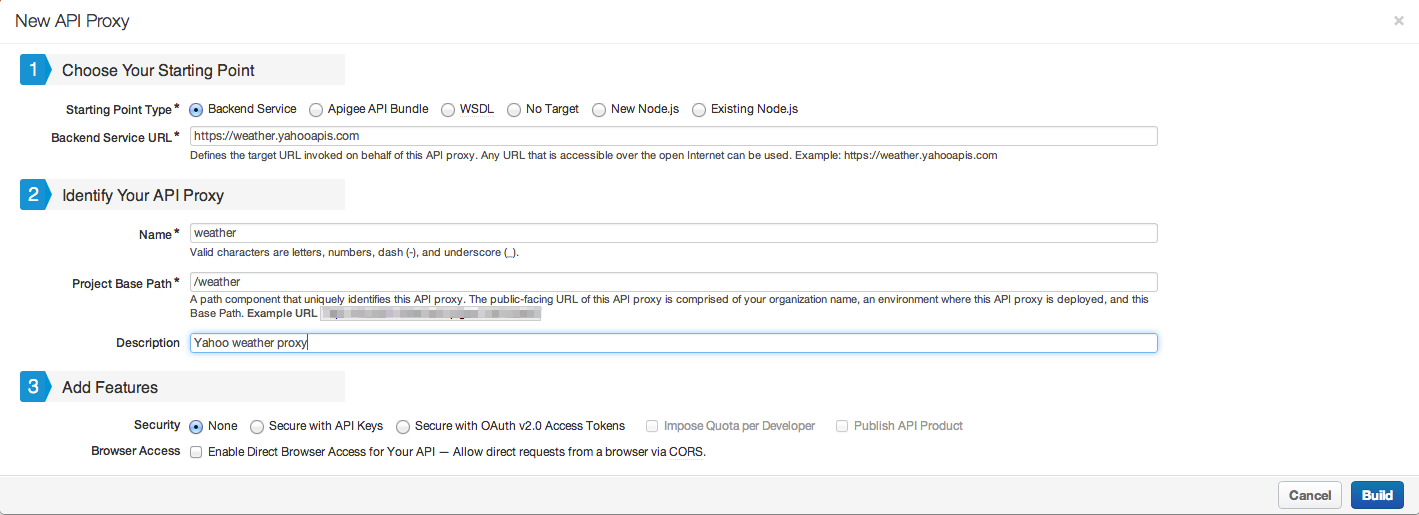 New API Proxy ×
1 Choose Your Starting Point
Starting Point Type * Backend Service Apigee API Bundle WSDL No Target New Node.js Existing Node.js
Backend Service URL * https://weather.yahooapis.com
Defines the target URL invoked on behalf of this API proxy. Any URL that is accessible over the open Internet can be used. Example: https://weather.yahooapis.com
2 Identify Your API Proxy
Name * weather
Valid characters are letters, numbers, dash (-), and underscore (_).
Project Base Path * /weather
A path component that uniquely identifies this API proxy. The public-facing URL of this API proxy is comprised of your organization name, an environment where this API proxy is deployed, and this
Base Path. Example URL
Description Yahoo weather proxy
3 Add Features
Security None Secure with API Keys Secure with OAuth v2.0 Access Tokens Impose Quota per Developer Publish API Product
Browser Access Enable Direct Browser Access for Your API — Allow direct requests from a browser via CORS.
Cancel Build